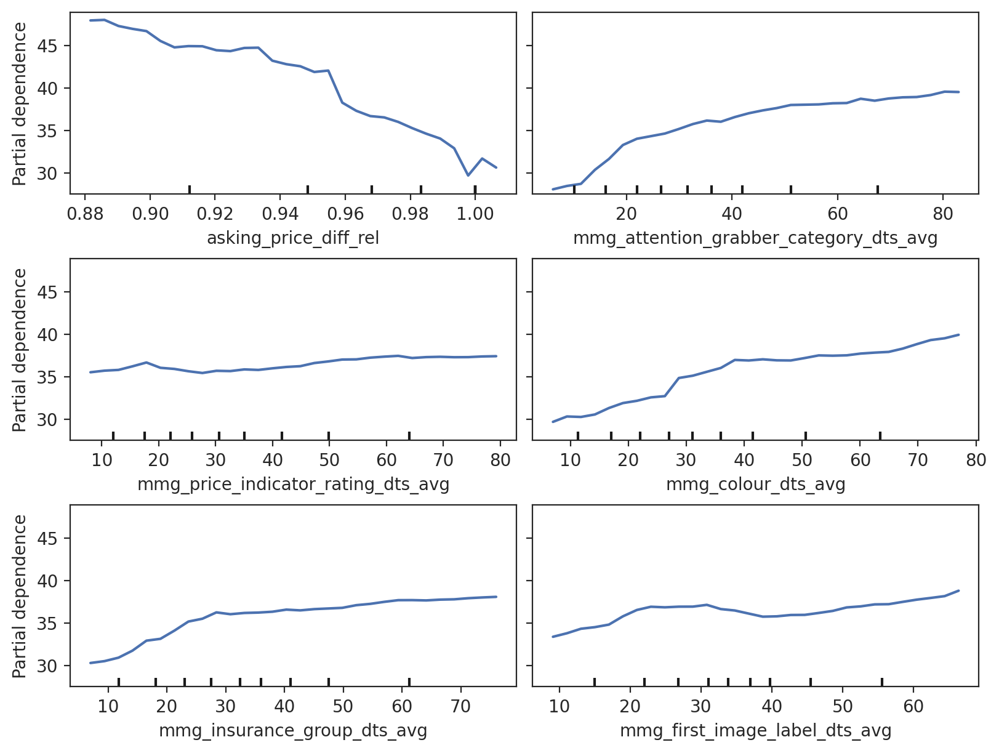 Partial dependence
45
40
35
30
0.88 0.90 0.92 0.94 0.96 0.98 1.00
asking_price_diff_rel
20 40 60 80
mmg_attention_grabber_category_dts_avg
Partial dependence
45
40
35
30
10 20 30 40 50 60 70 80
mmg_price_indicator_rating_dts_avg
10 20 30 40 50 60 70 80
mmg_colour_dts_avg
Partial dependence
45
40
35
30
10 20 30 40 50 60 70
mmg_insurance_group_dts_avg
10 20 30 40 50 60
mmg_first_image_label_dts_avg